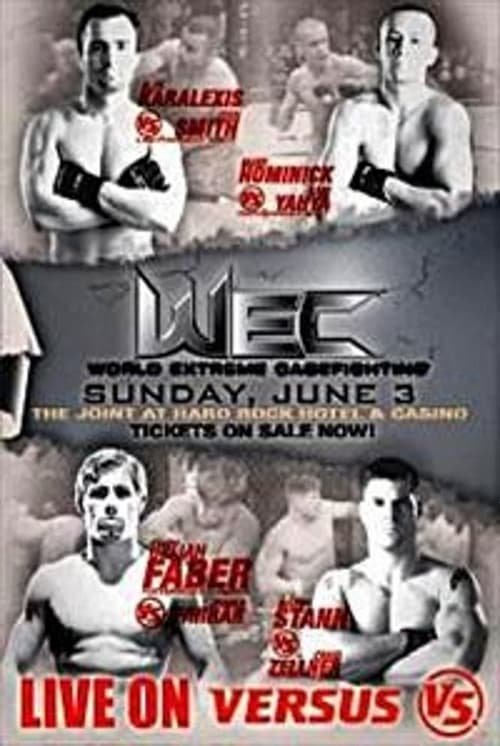 KARALEXIS
VS SMITH
HOMINICK
VS YAHYA
WEC
WORLD EXTREME CAGEFIGHTING
SUNDAY, JUNE 3
THE JOINT AT HARD ROCK HOTEL & CASINO
TICKETS ON SALE NOW!
FABER
VS
STANN
VS
ZELLNER
LIVE ON VERSUS VS.